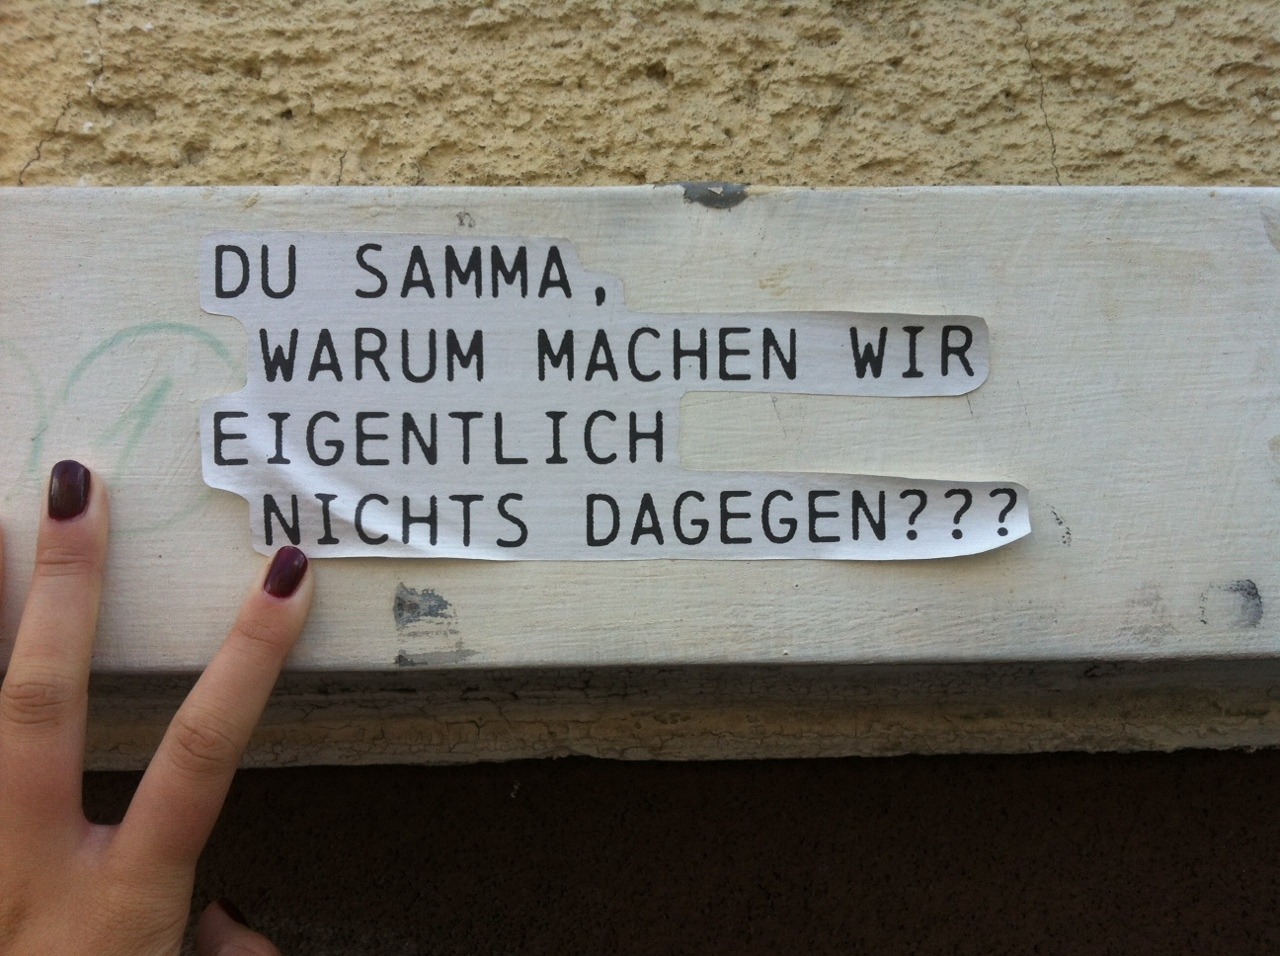 DU SAMMA,
WARUM MACHEN WIR
EIGENTLICH
NICHTS DAGEGEN???